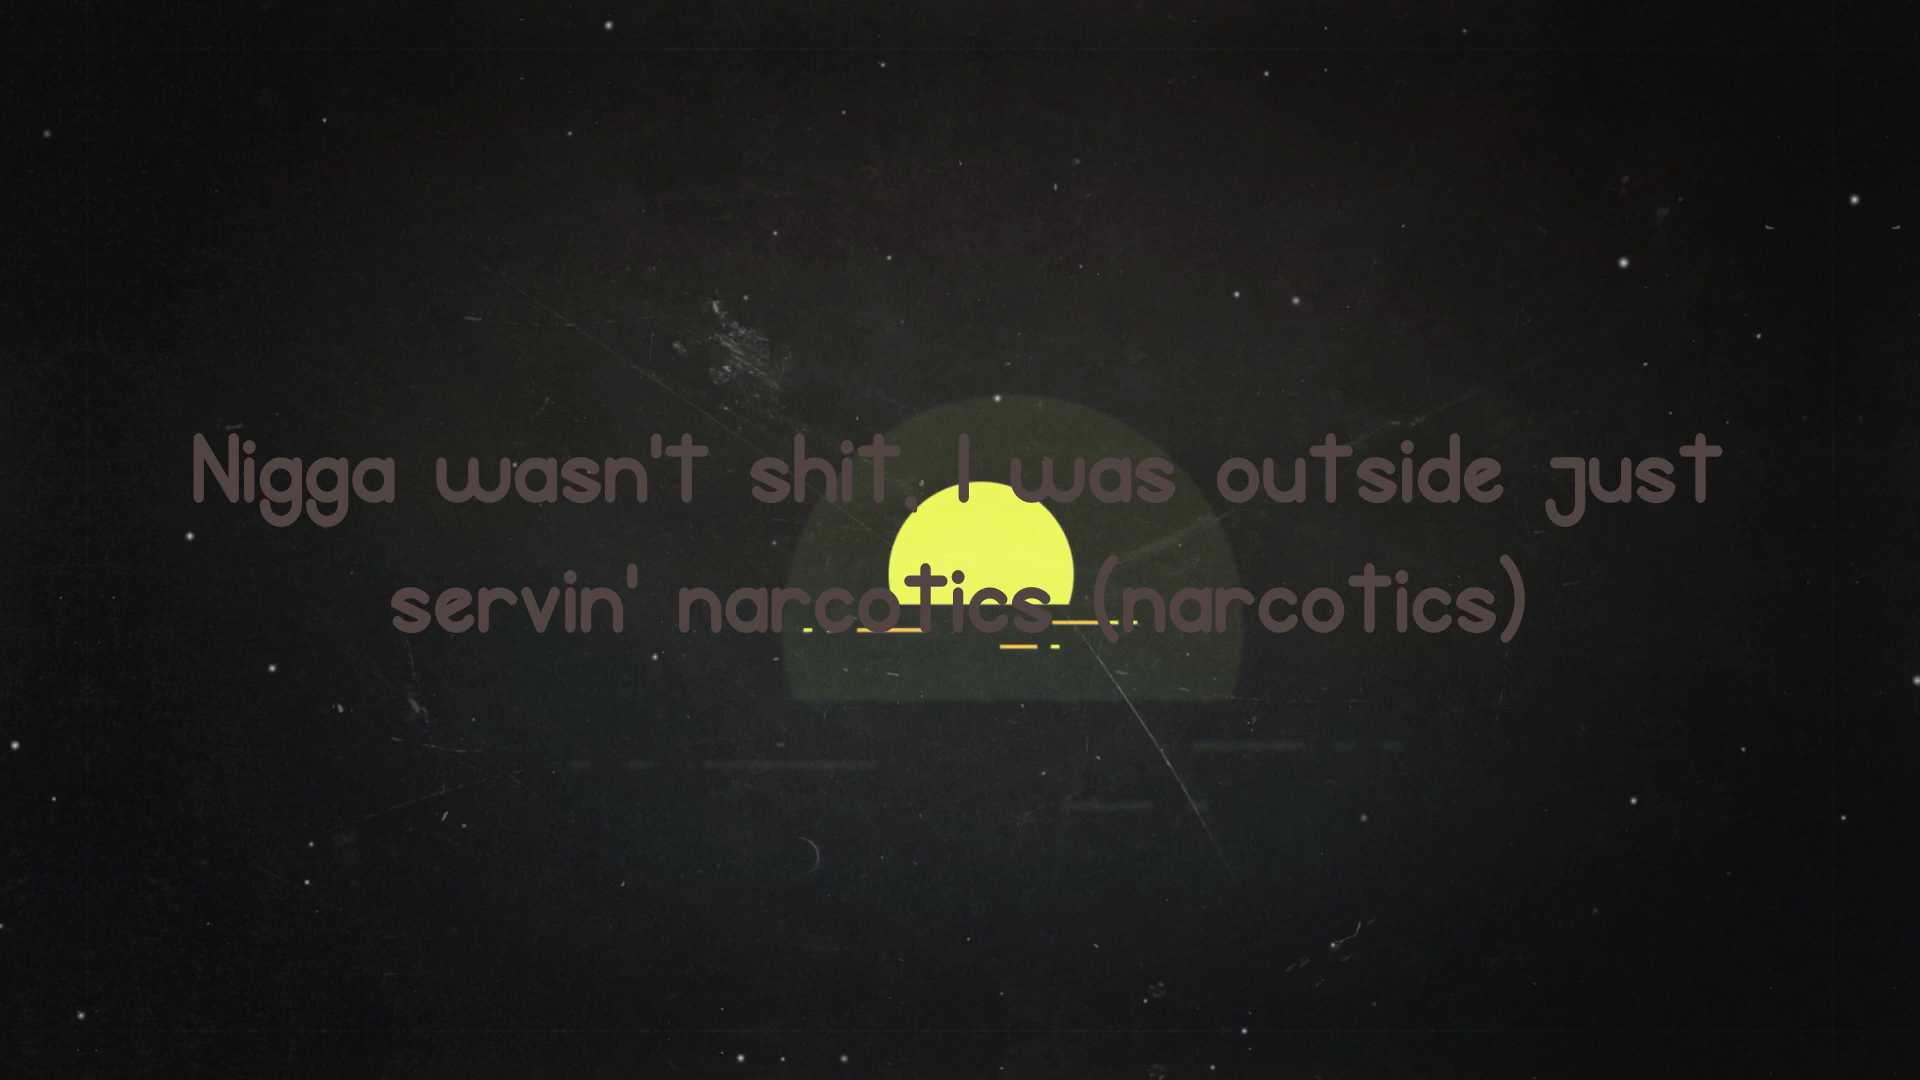 Nigga wasn't shit, I was outside just
servin' narcotics (narcotics)